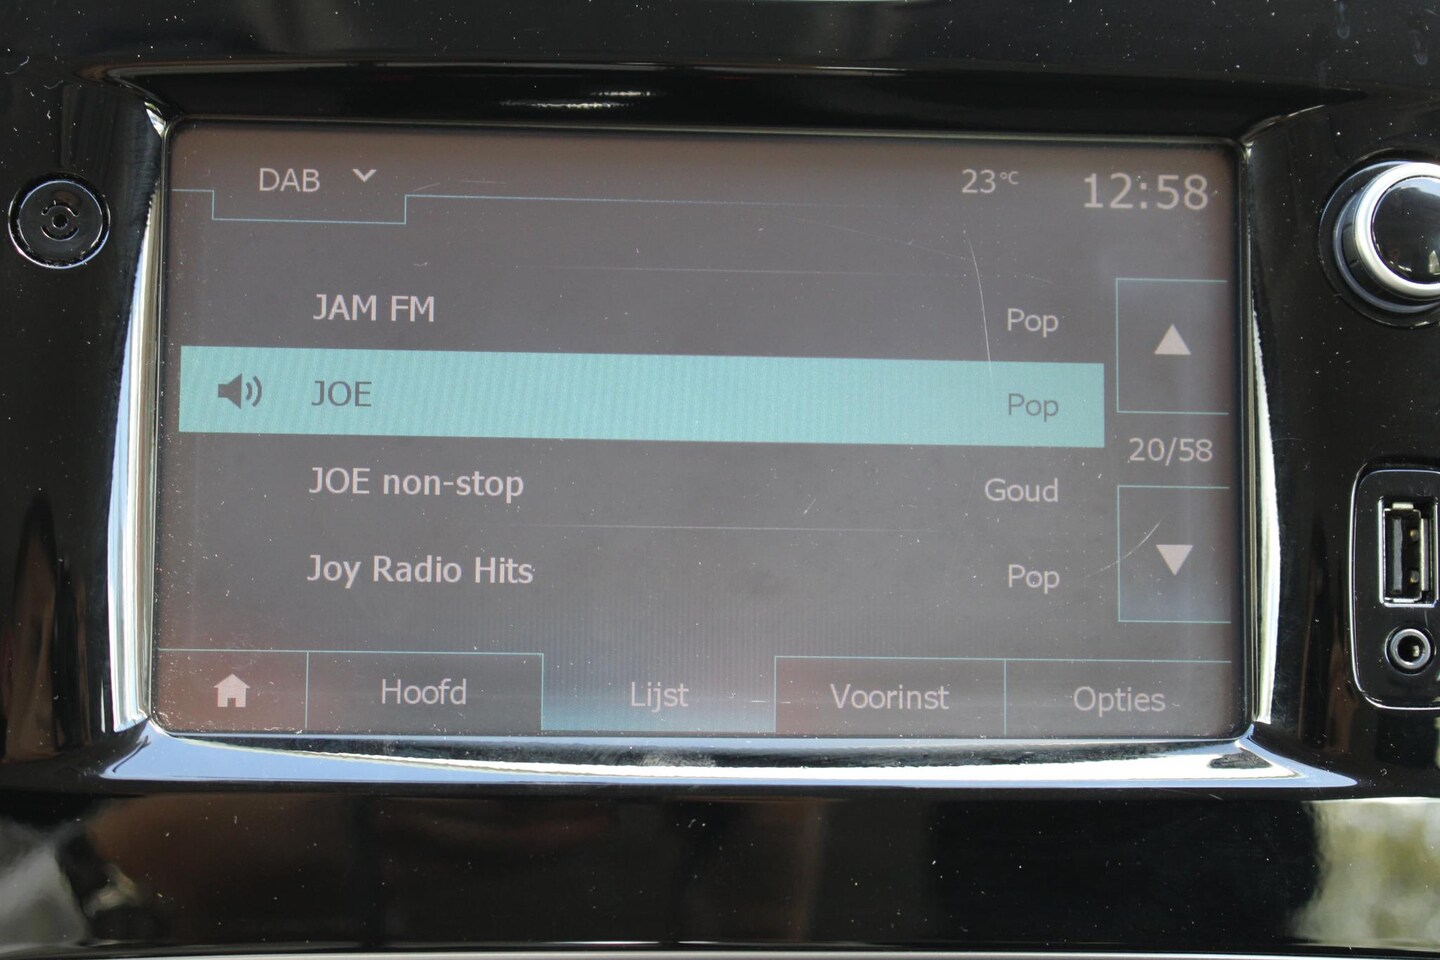 DAB 23°C 12:58
JAM FM Pop
JOE Pop
20/58
JOE non-stop Goud
Joy Radio Hits Pop
Hoofd Lijst Voorinst Opties